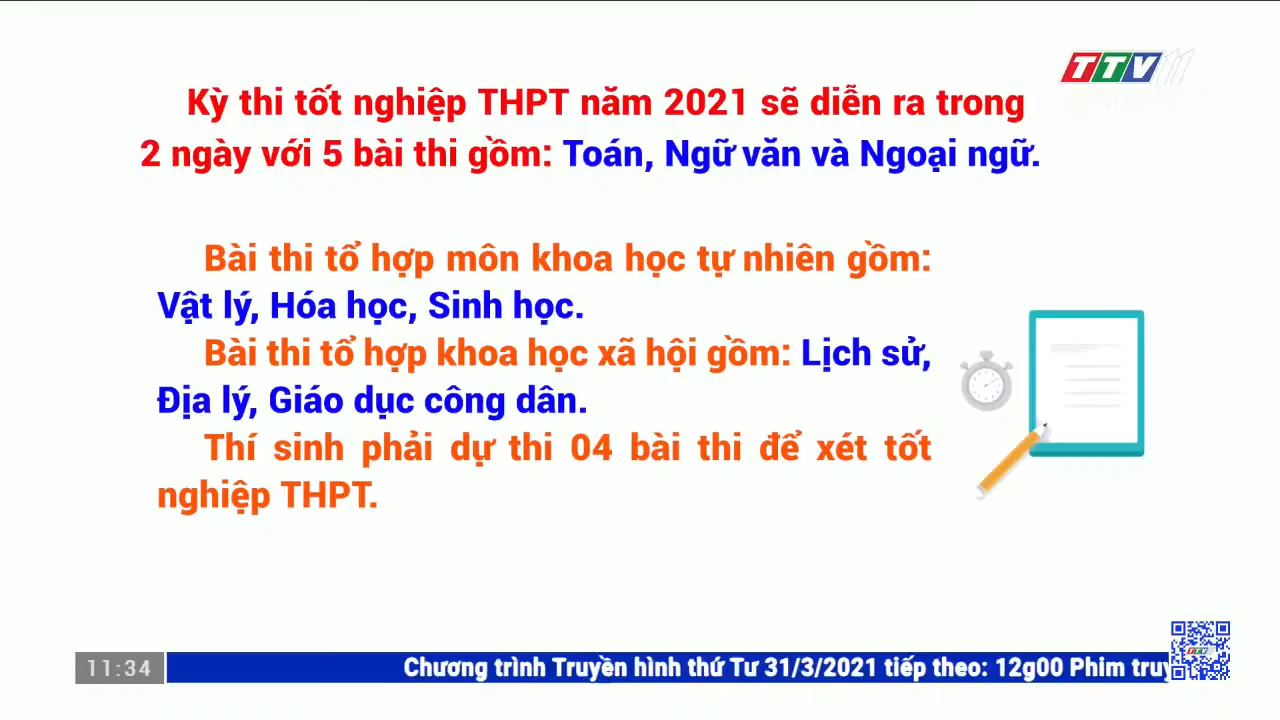 TTV11
Kỳ thi tốt nghiệp THPT năm 2021 sẽ diễn ra trong
2 ngày với 5 bài thi gồm: Toán, Ngữ văn và Ngoại ngữ.
Bài thi tổ hợp môn khoa học tự nhiên gồm:
Vật lý, Hóa học, Sinh học.
Bài thi tổ hợp khoa học xã hội gồm: Lịch sử,
Địa lý, Giáo dục công dân.
Thí sinh phải dự thi 04 bài thi để xét tốt
nghiệp THPT.
11:34 Chương trình Truyền hình thứ Tư 31/3/2021 tiếp theo: 12g00 Phim